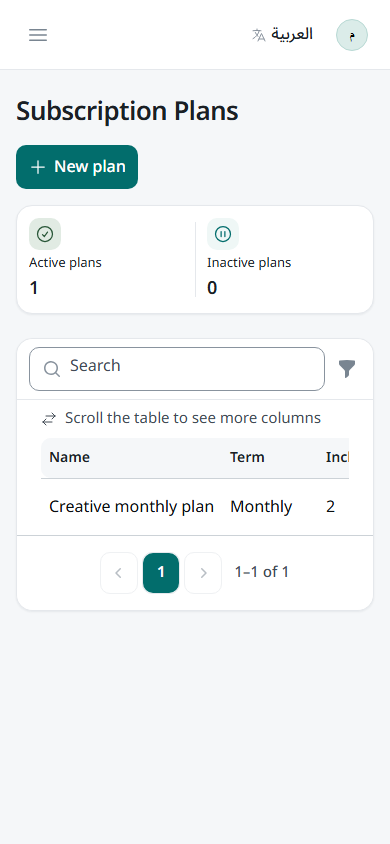 العربية
م
Subscription Plans
New plan
Active plans
1
Inactive plans
0
Search
Scroll the table to see more columns
Name Term Incl
Creative monthly plan Monthly 2
1 1–1 of 1